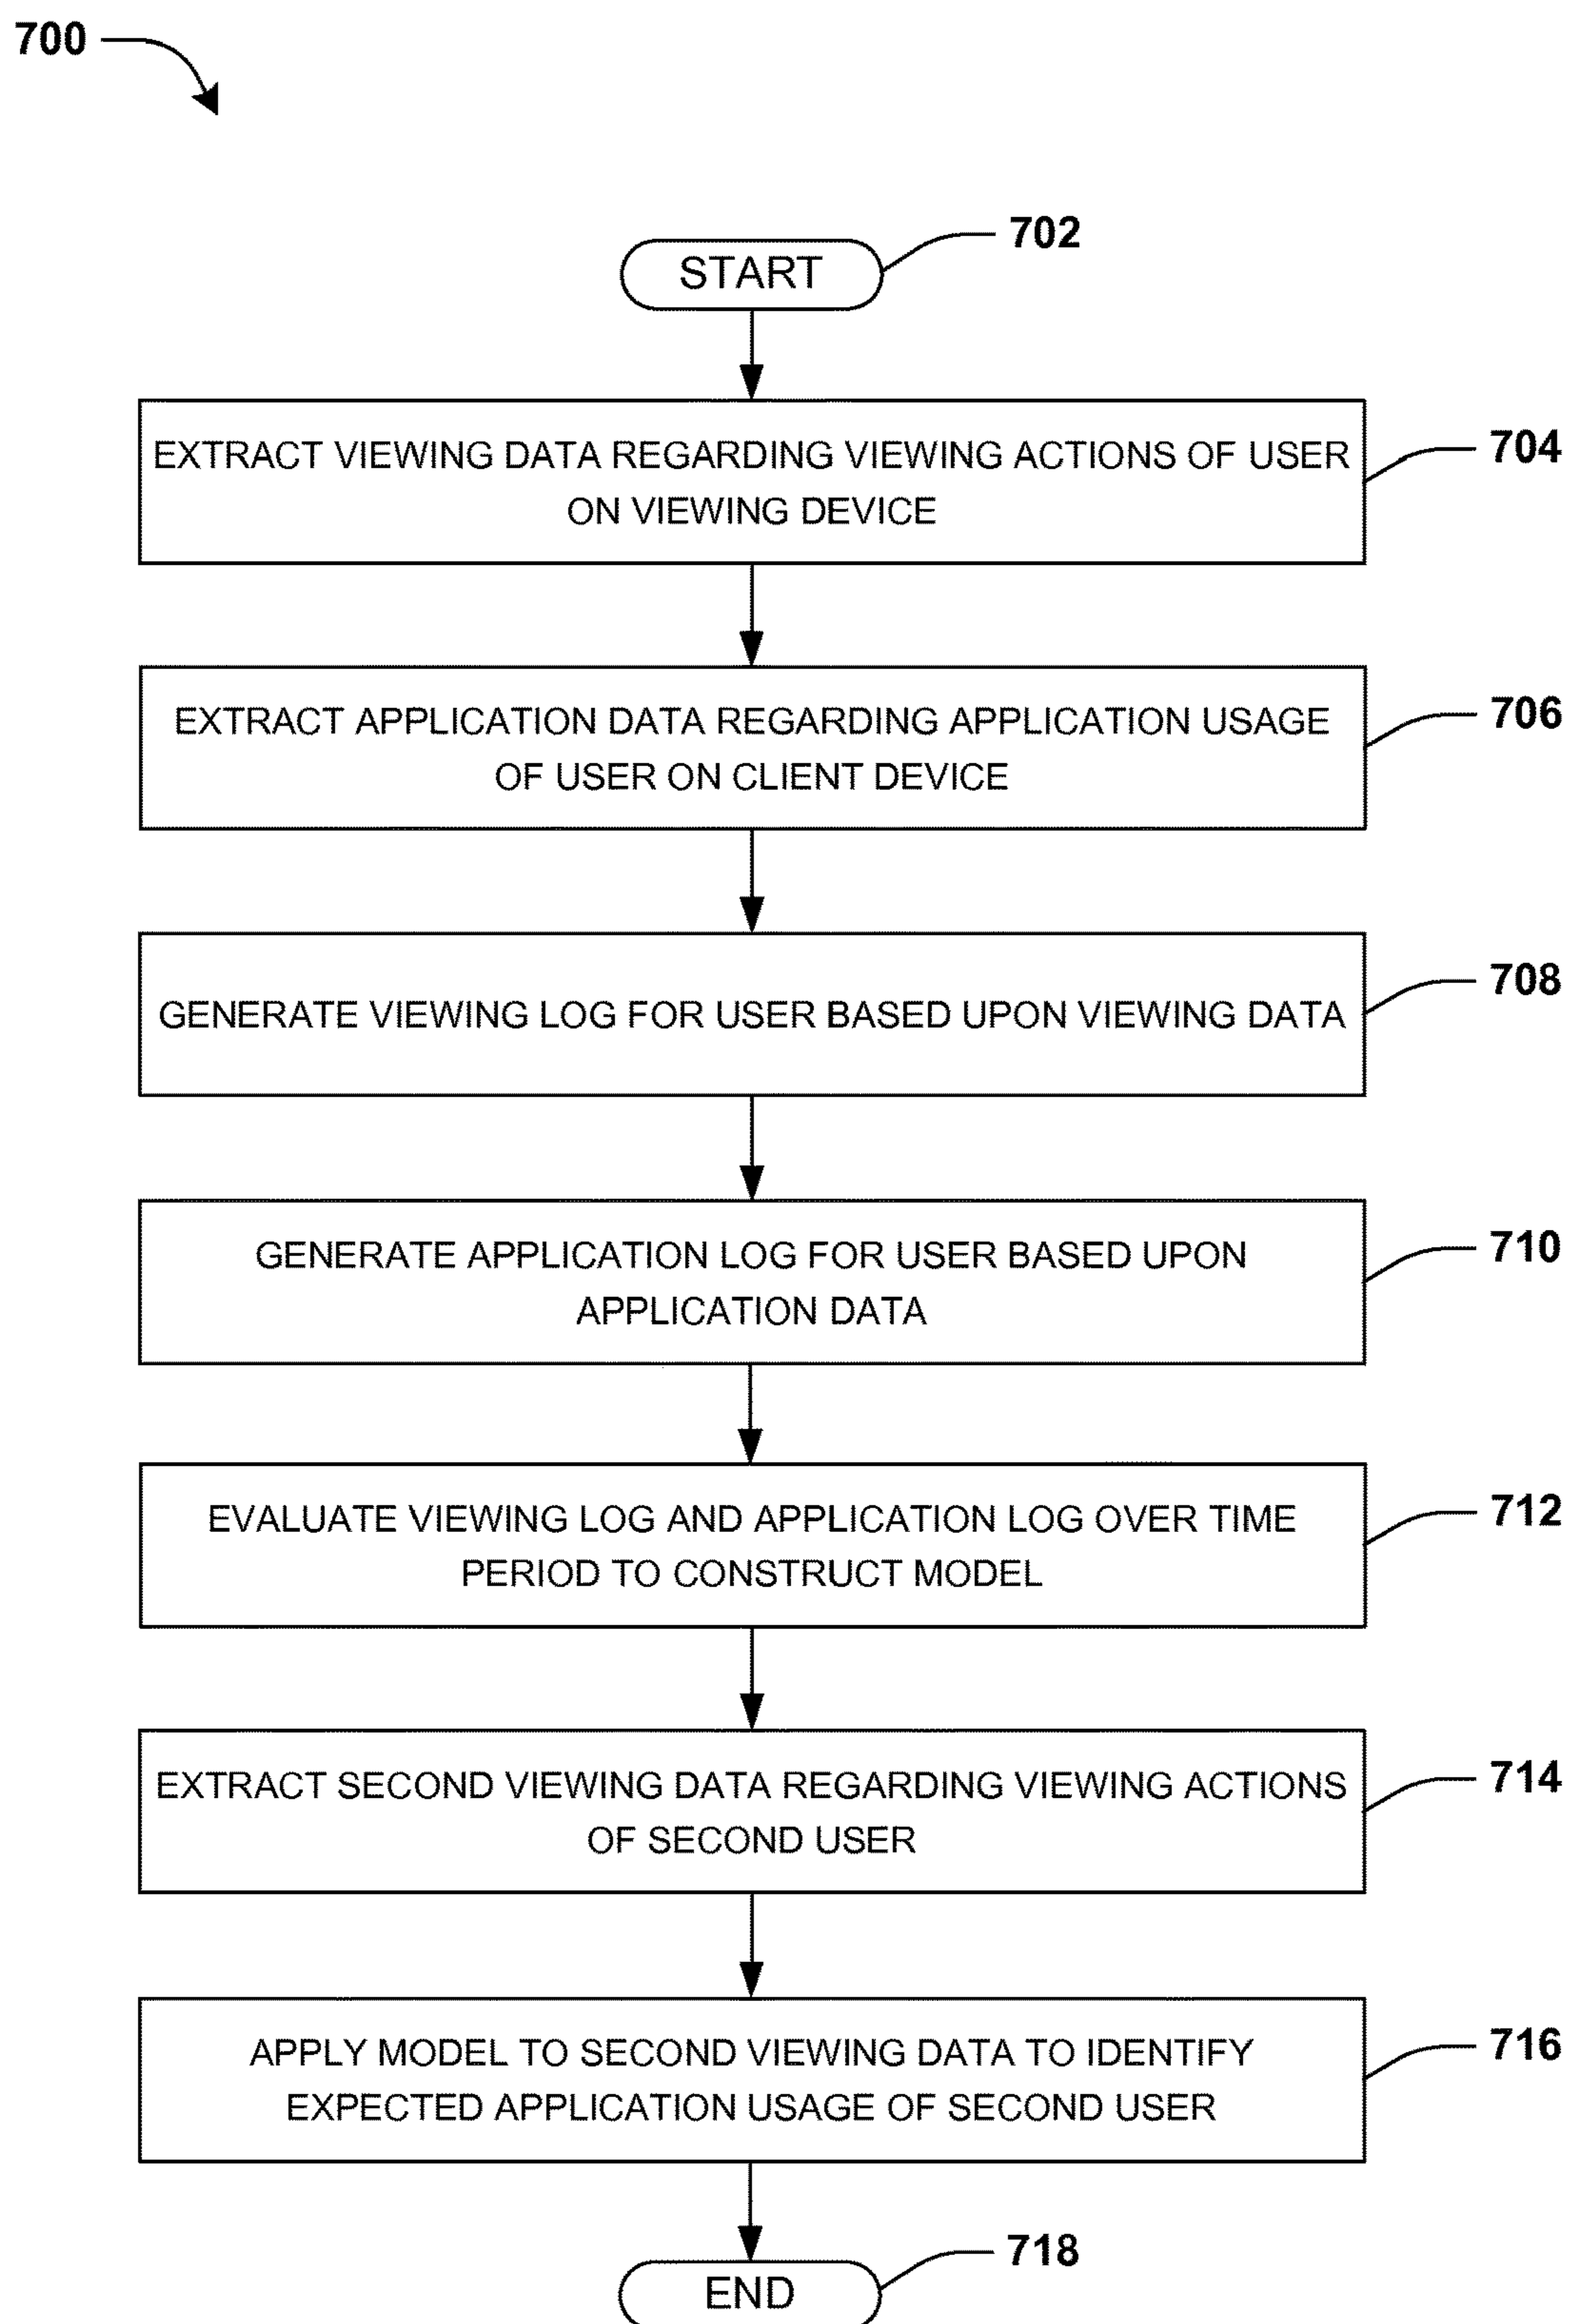 700
702
START
EXTRACT VIEWING DATA REGARDING VIEWING ACTIONS OF USER
ON VIEWING DEVICE
704
EXTRACT APPLICATION DATA REGARDING APPLICATION USAGE
OF USER ON CLIENT DEVICE
706
GENERATE VIEWING LOG FOR USER BASED UPON VIEWING DATA
708
GENERATE APPLICATION LOG FOR USER BASED UPON
APPLICATION DATA
710
EVALUATE VIEWING LOG AND APPLICATION LOG OVER TIME
PERIOD TO CONSTRUCT MODEL
712
EXTRACT SECOND VIEWING DATA REGARDING VIEWING ACTIONS
OF SECOND USER
714
APPLY MODEL TO SECOND VIEWING DATA TO IDENTIFY
EXPECTED APPLICATION USAGE OF SECOND USER
716
718
END